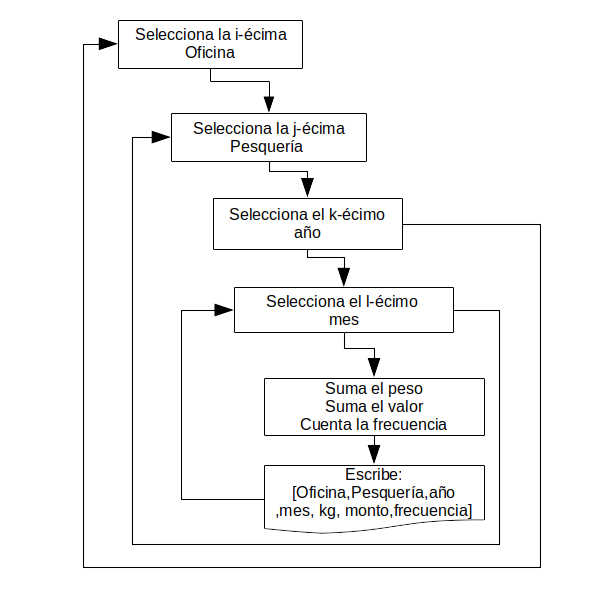 Selecciona la i-écima
Oficina
Selecciona la j-écima
Pesquería
Selecciona el k-écimo
año
Selecciona el l-écimo
mes
Suma el peso
Suma el valor
Cuenta la frecuencia
Escribe:
[Oficina,Pesquería,año
,mes, kg, monto,frecuencia]